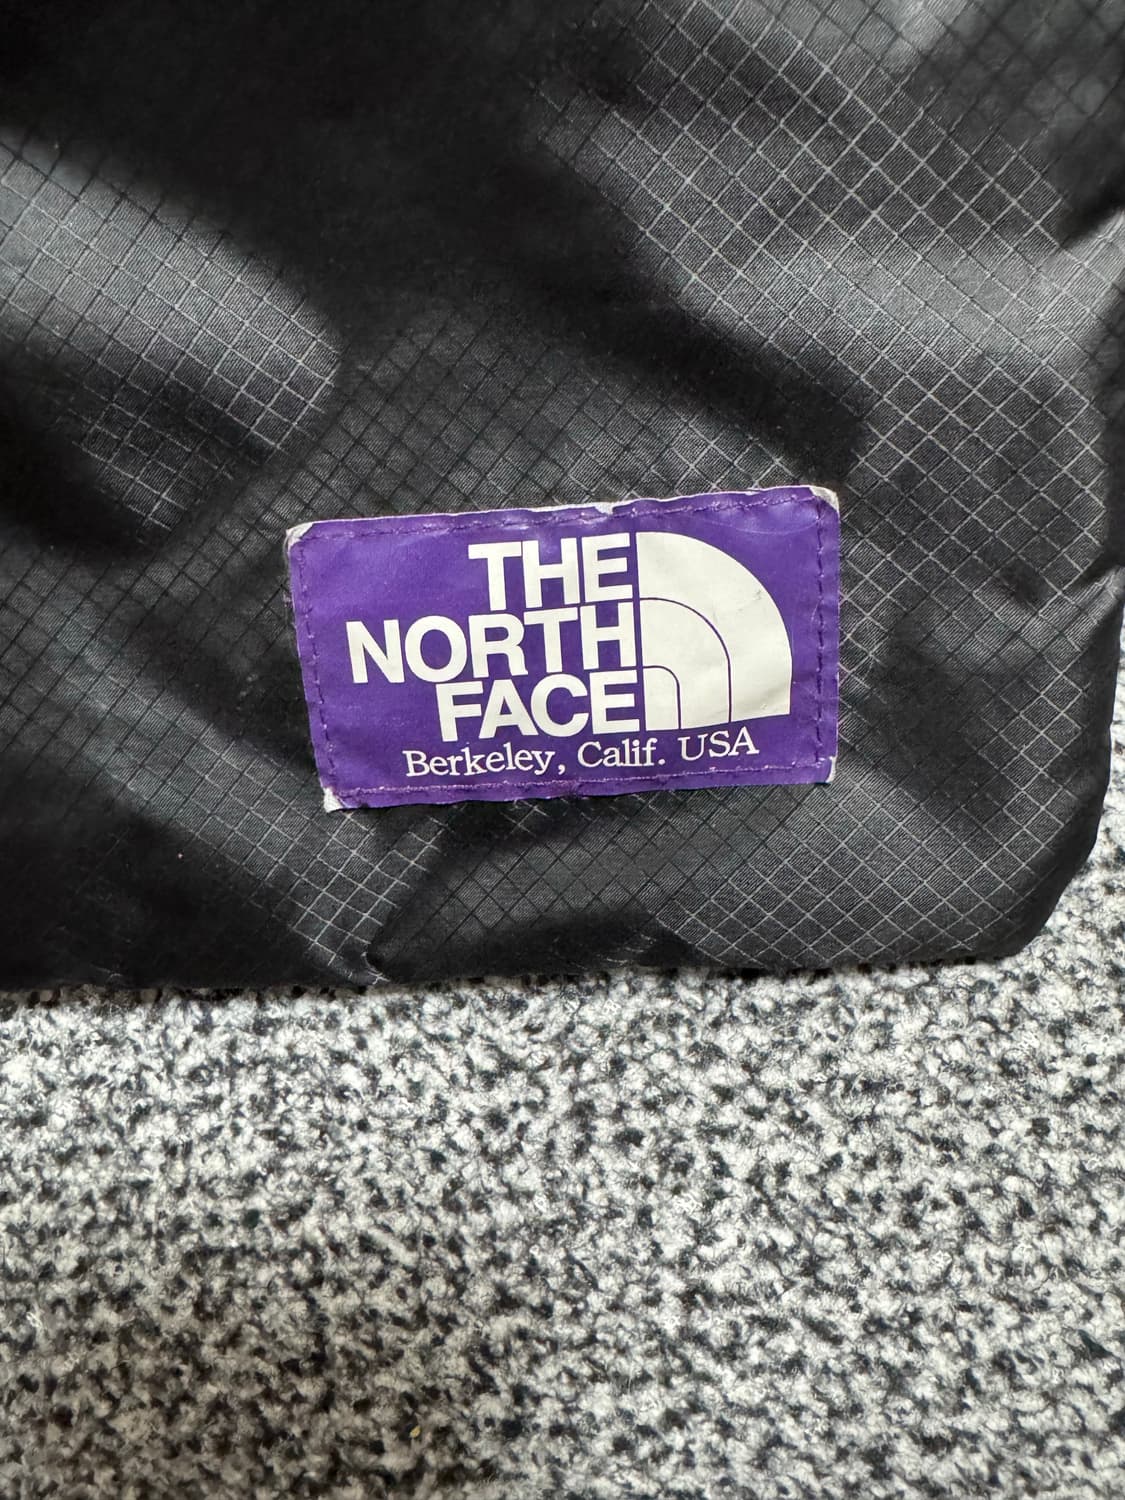 THE
NORTH
FACE
Berkeley, Calif. USA